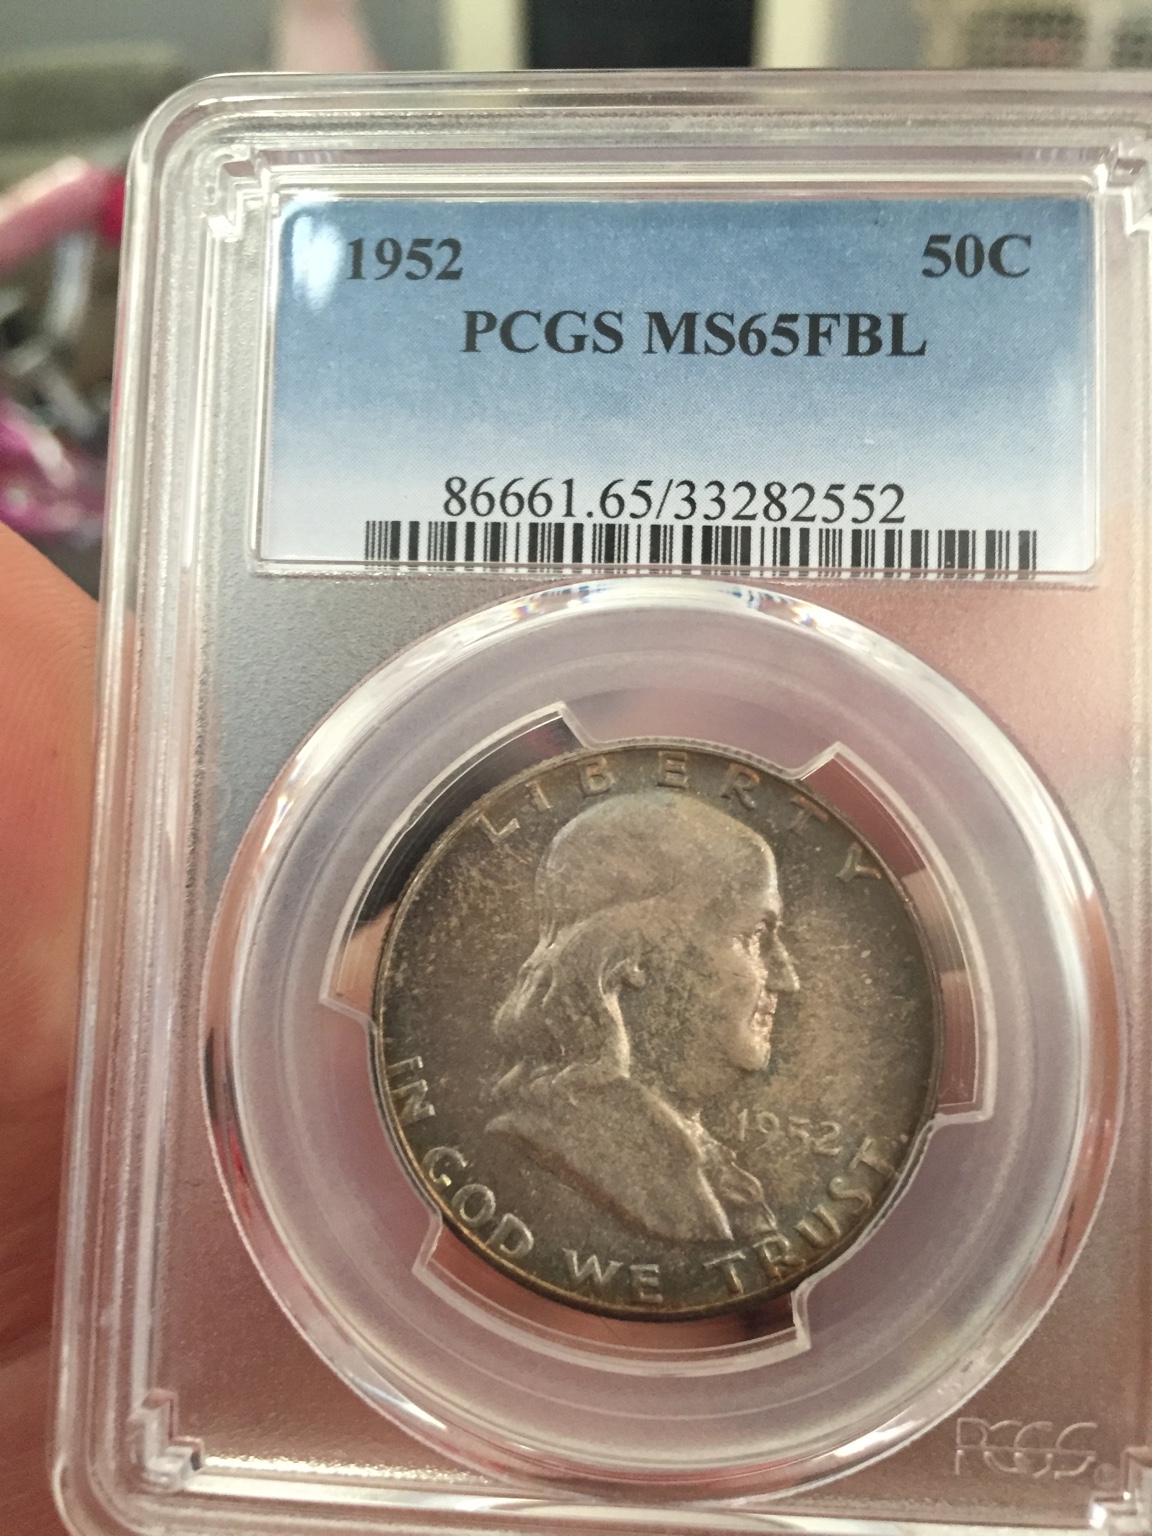 1952 50C
PCGS MS65FBL
86661.65/33282552
LIBERTY
1952
IN GOD WE TRUST
PCGS